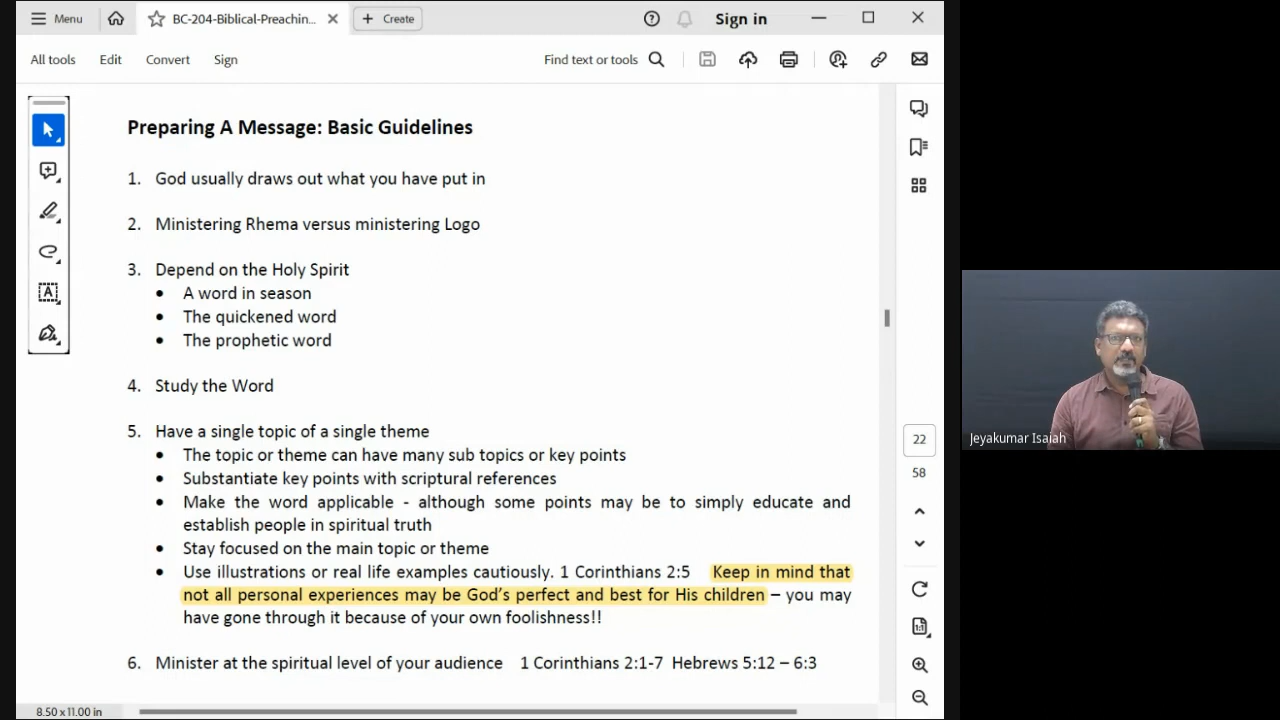 Menu
BC-204-Biblical-Preachin...
Create
Sign in
All tools
Edit
Convert
Sign
Find text or tools
Preparing A Message: Basic Guidelines
1. God usually draws out what you have put in
2. Ministering Rhema versus ministering Logo
3. Depend on the Holy Spirit
• A word in season
• The quickened word
• The prophetic word
4. Study the Word
5. Have a single topic of a single theme
• The topic or theme can have many sub topics or key points
• Substantiate key points with scriptural references
• Make the word applicable - although some points may be to simply educate and
establish people in spiritual truth
• Stay focused on the main topic or theme
• Use illustrations or real life examples cautiously. 1 Corinthians 2:5 Keep in mind that
not all personal experiences may be God's perfect and best for His children – you may
have gone through it because of your own foolishness!!
6. Minister at the spiritual level of your audience 1 Corinthians 2:1-7 Hebrews 5:12 – 6:3
22
58
8.50 x 11.00 in
Jeyakumar Isaiah